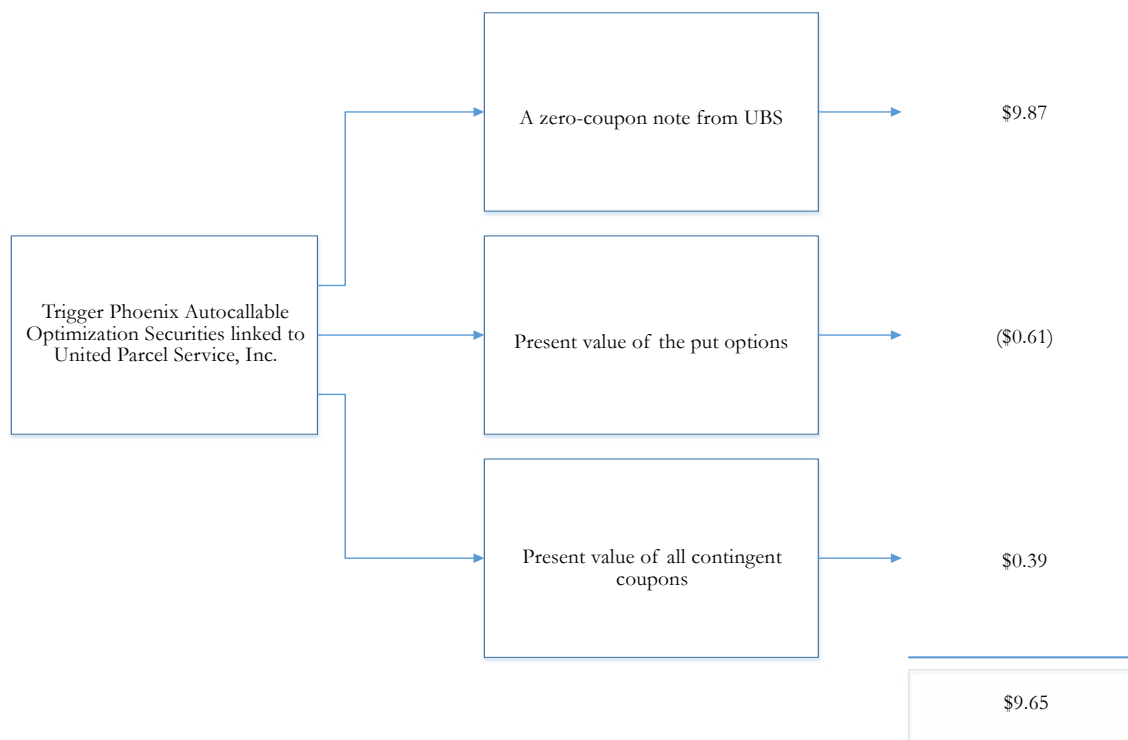 A zero-coupon note from UBS
$9.87
Trigger Phoenix Autocallable
Optimization Securities linked to
United Parcel Service, Inc.
Present value of the put options
($0.61)
Present value of all contingent
coupons
$0.39
$9.65